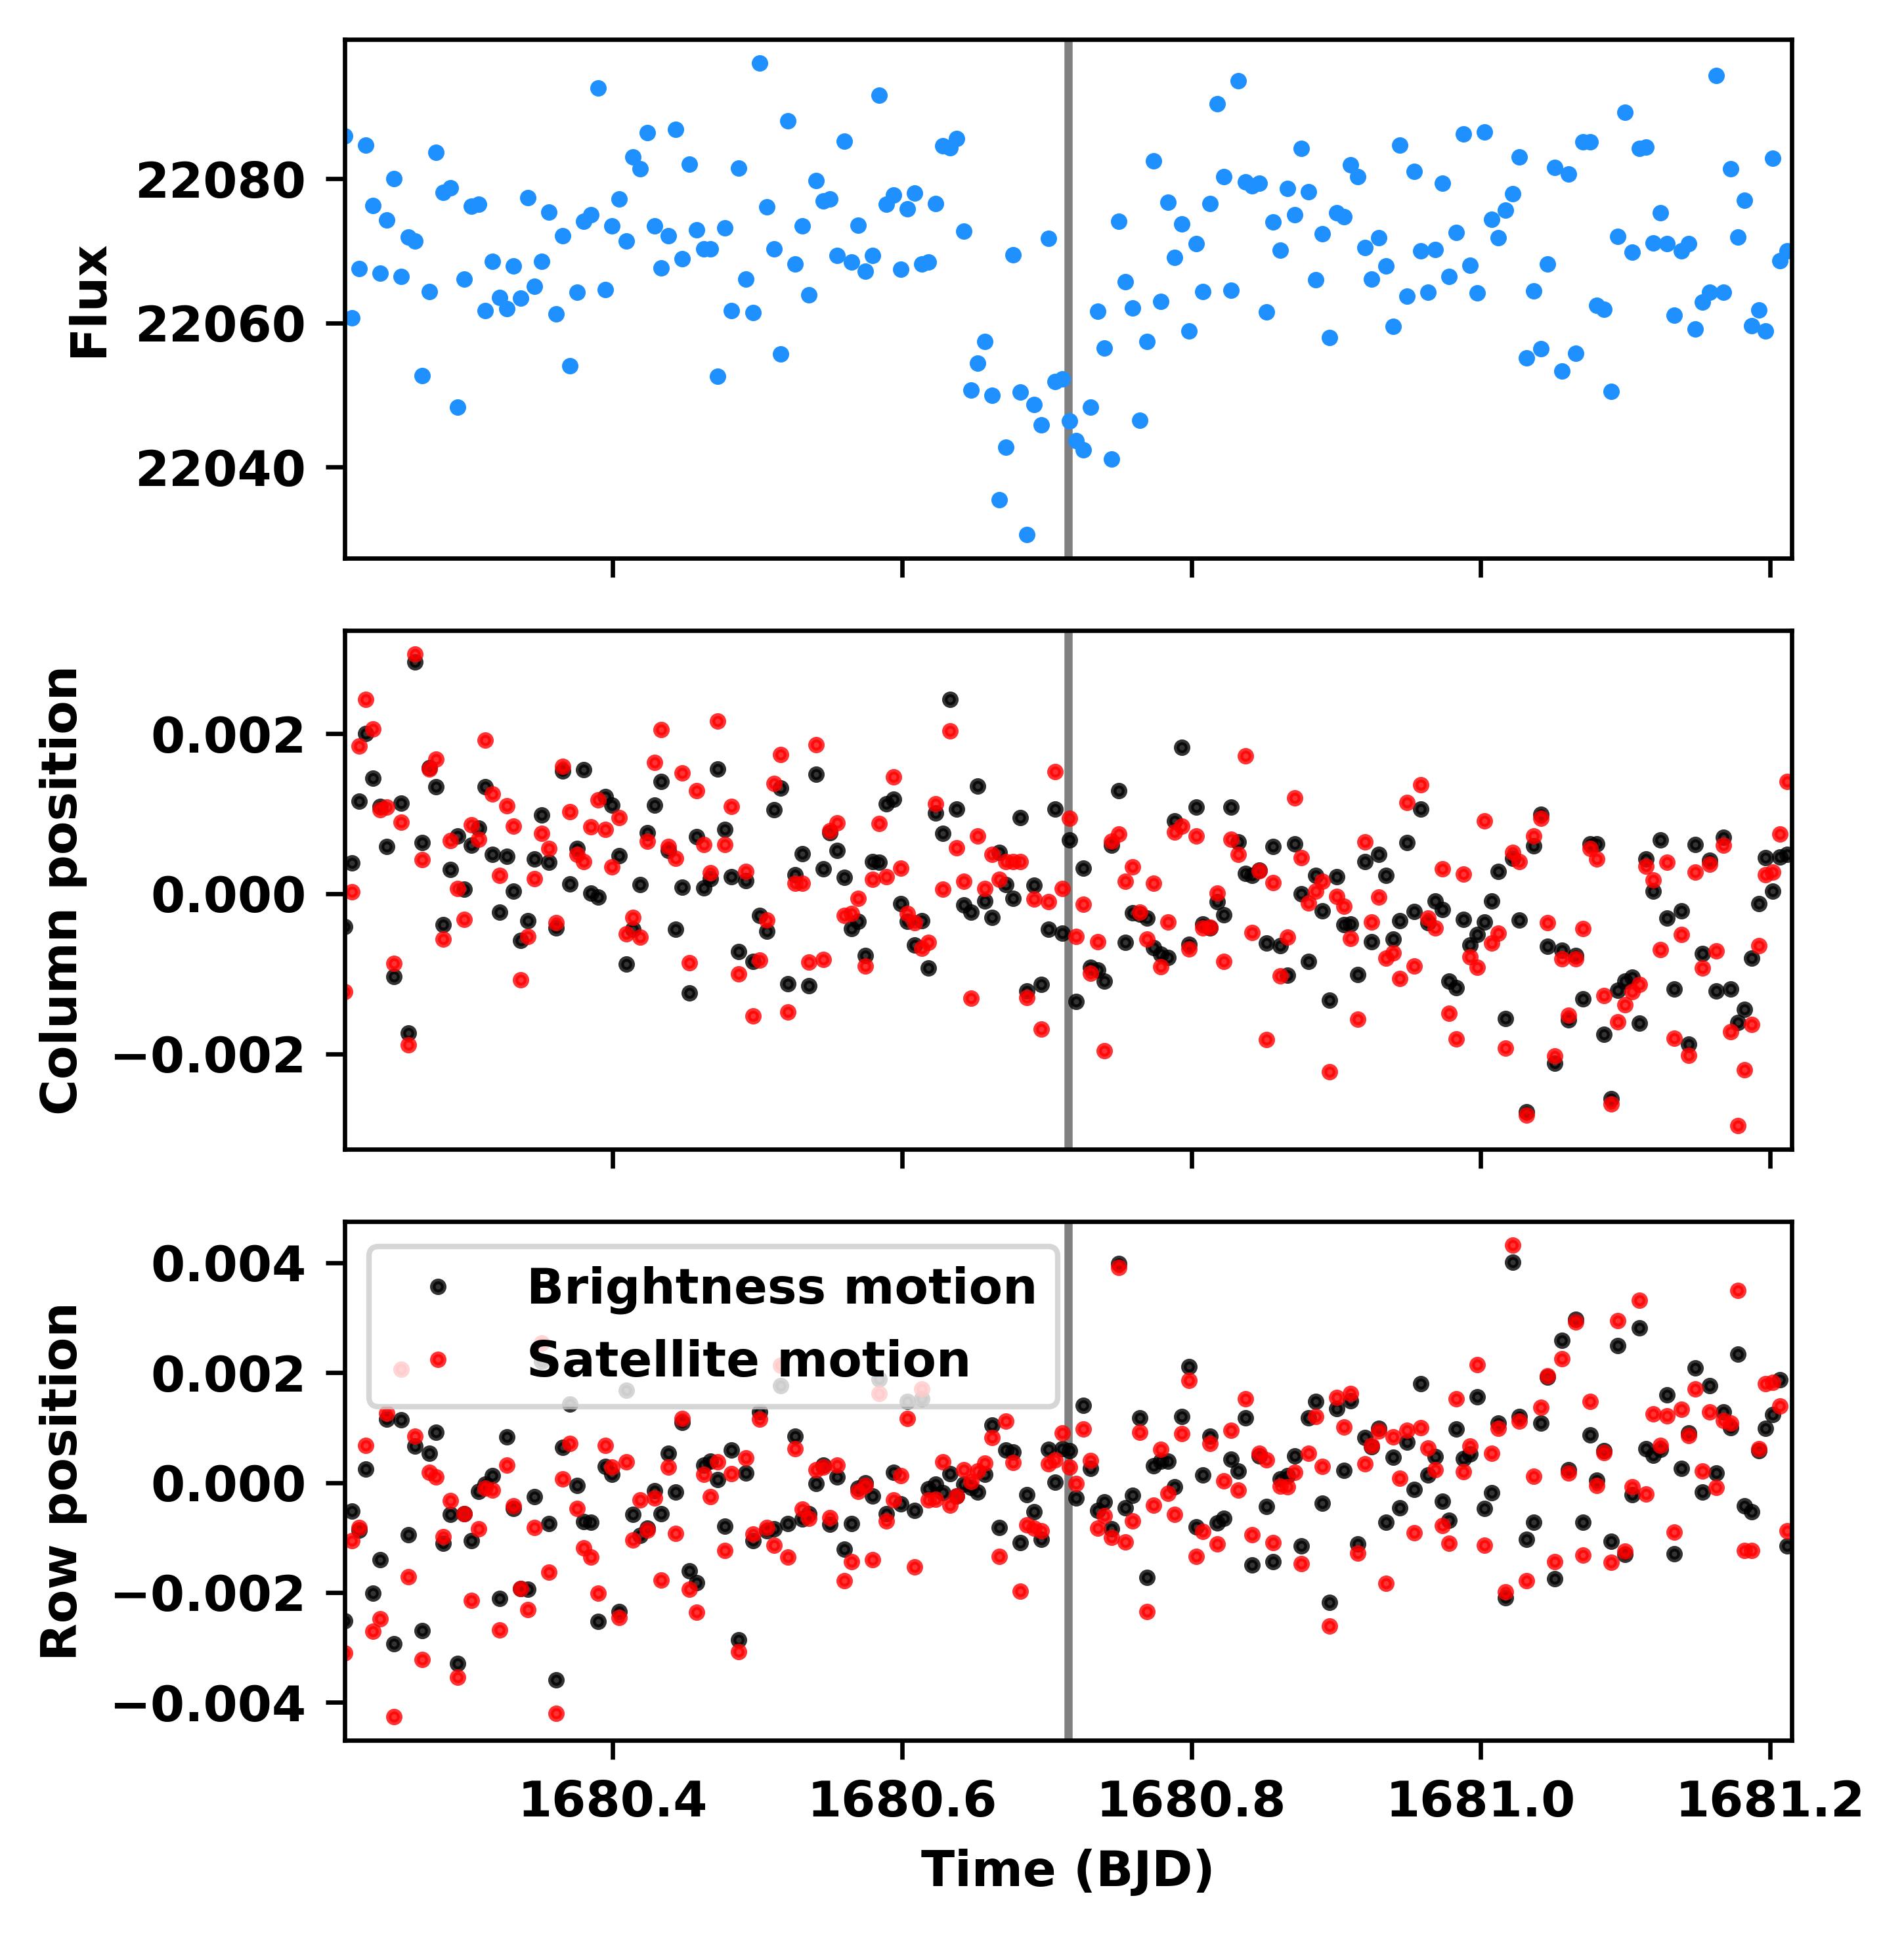 Flux
22080
22060
22040
Column position
0.002
0.000
−0.002
Row position
0.004
0.002
0.000
−0.002
−0.004
Brightness motion
Satellite motion
1680.4 1680.6 1680.8 1681.0 1681.2
Time (BJD)